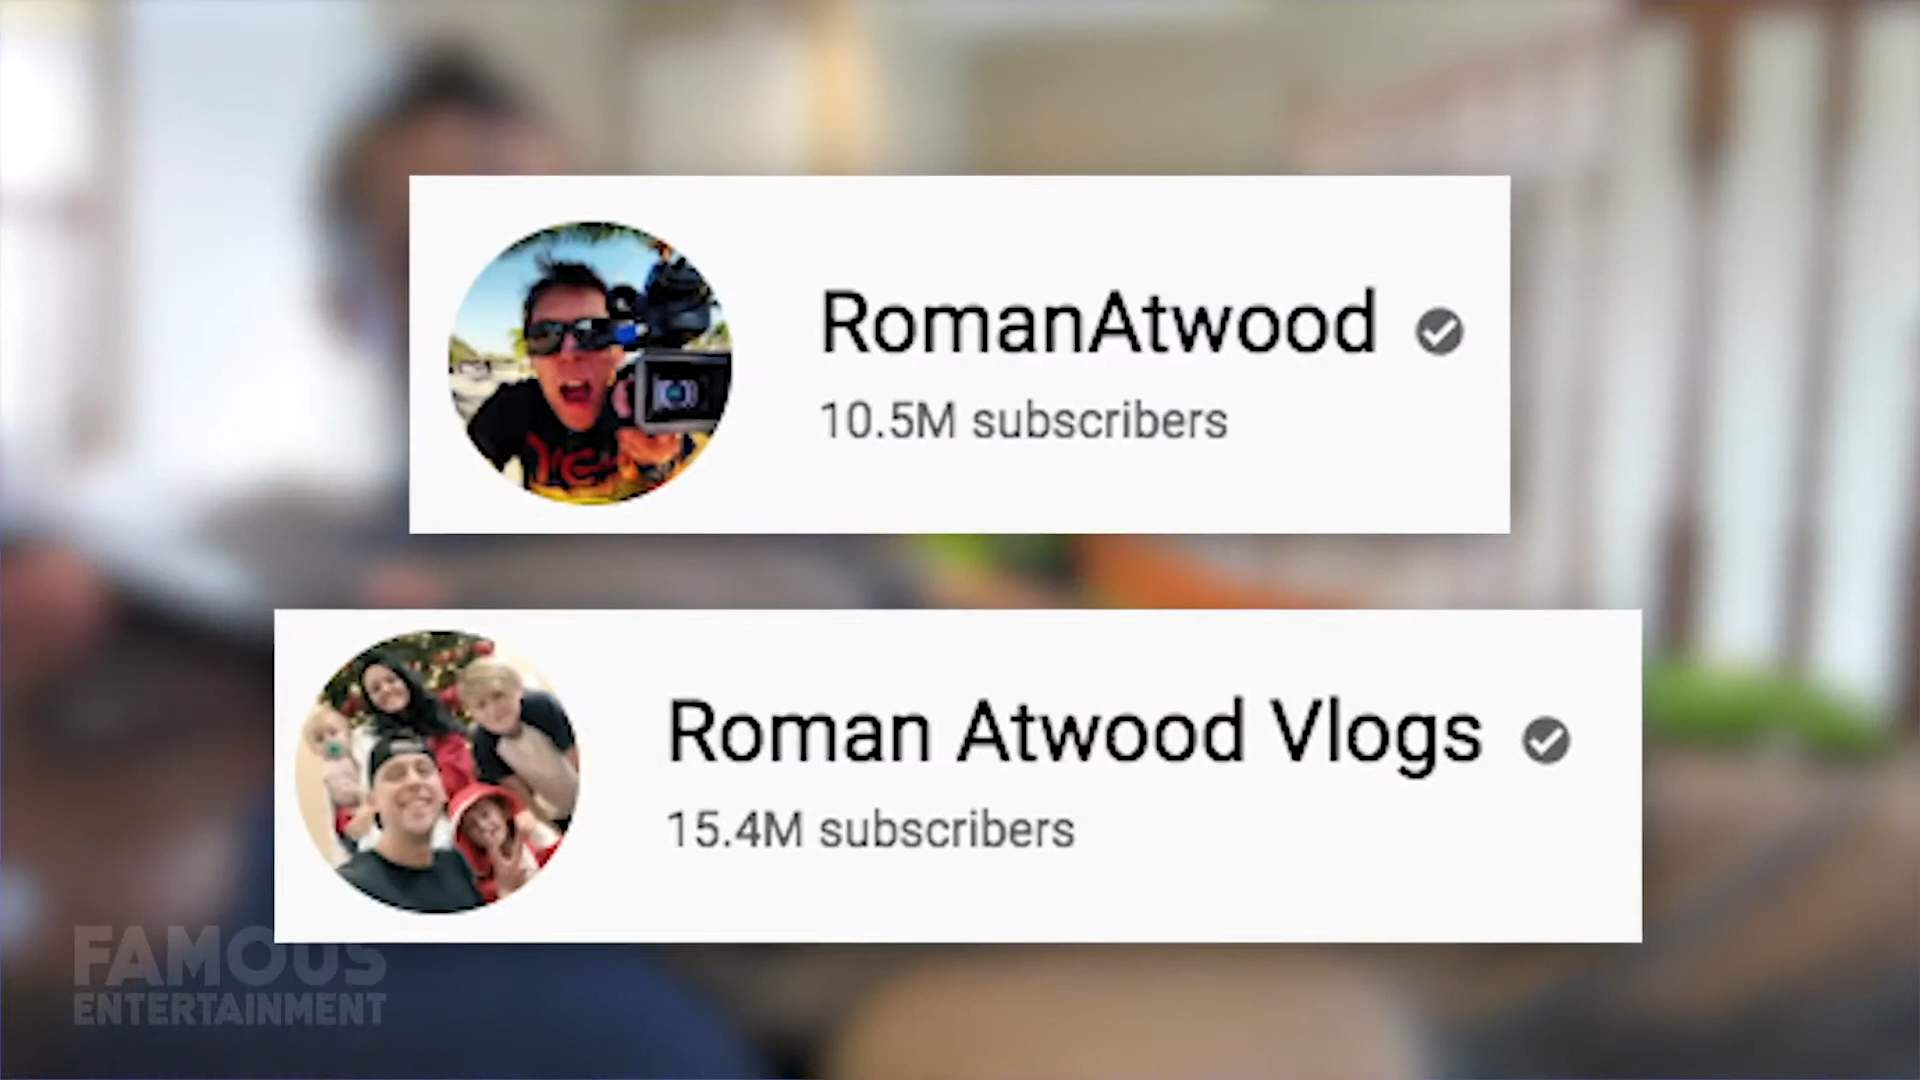 RomanAtwood
10.5M subscribers
Roman Atwood Vlogs
15.4M subscribers
FAMOUS
ENTERTAINMENT